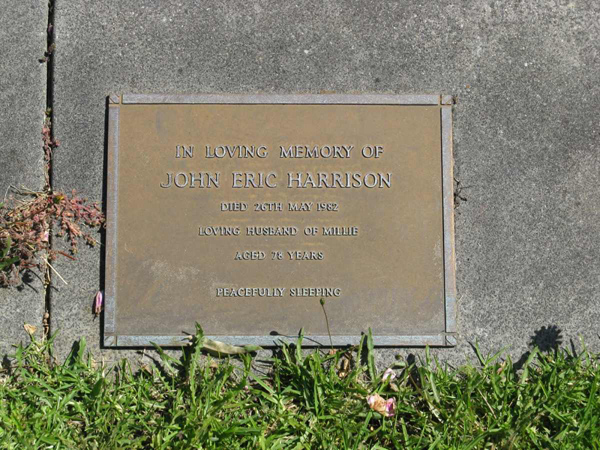 IN LOVING MEMORY OF
JOHN ERIC HARRISON
DIED 26TH MAY 1982
LOVING HUSBAND OF MILLIE
AGED 78 YEARS
PEACEFULLY SLEEPING